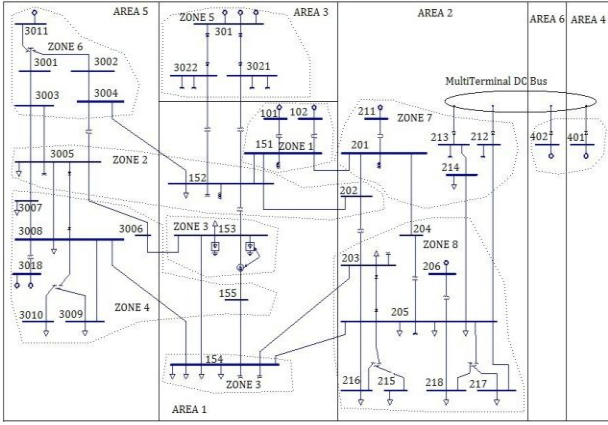 AREA 5
AREA 3
AREA 2
AREA 6
AREA 4
3011
ZONE 6
3001
3002
3003
3004
ZONE 5
301
3022
3021
MultiTerminal DC Bus
101
102
151
ZONE 1
211
ZONE 7
201
213
212
214
402
401
3005
ZONE 2
152
202
3007
3008
3006
ZONE 3
153
204
ZONE 8
203
206
3018
ZONE 4
155
205
3010
3009
154
ZONE 3
216
215
218
217
AREA 1